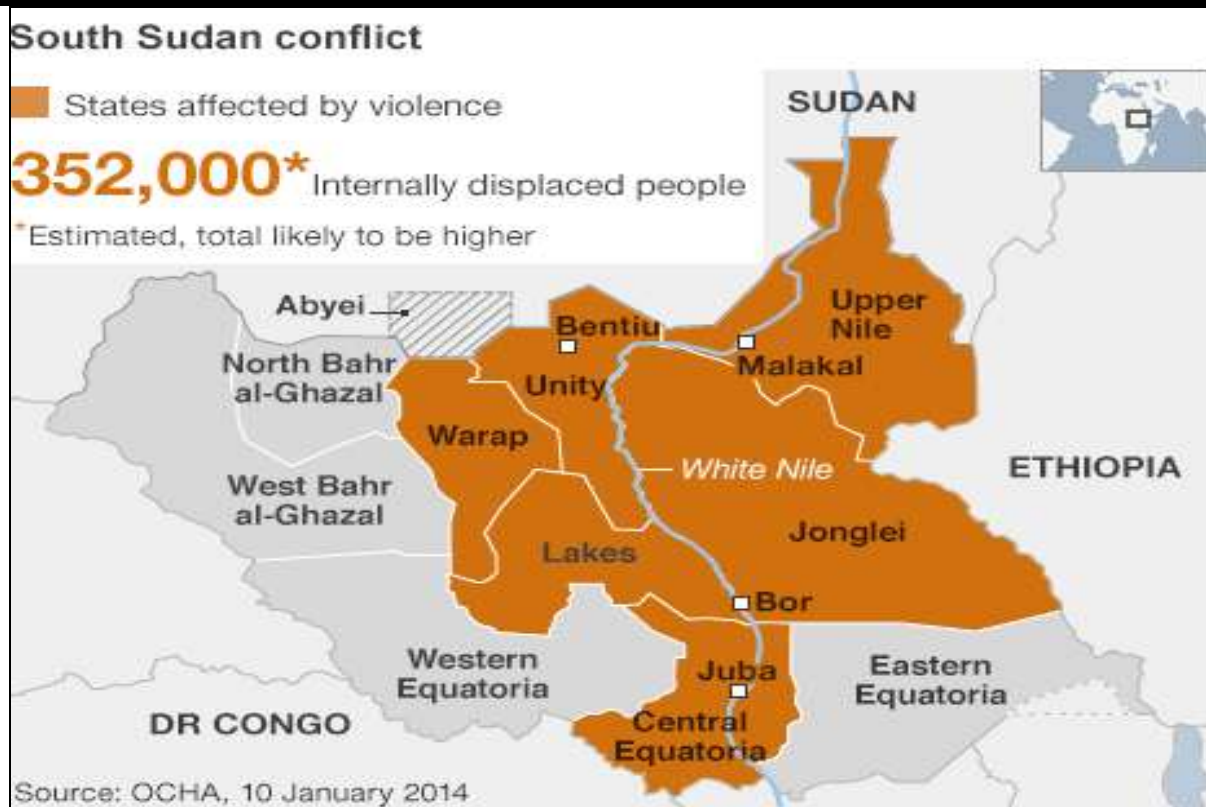 South Sudan conflict
States affected by violence
352,000* Internally displaced people
*Estimated, total likely to be higher
SUDAN
Abyei
Bentiu
Upper
Nile
North Bahr
al-Ghazal
Unity
Malakal
Warap
White Nile
ETHIOPIA
West Bahr
al-Ghazal
Lakes
Jonglei
Bor
Western
Equatoria
Juba
Eastern
Equatoria
DR CONGO
Central
Equatoria
Source: OCHA, 10 January 2014